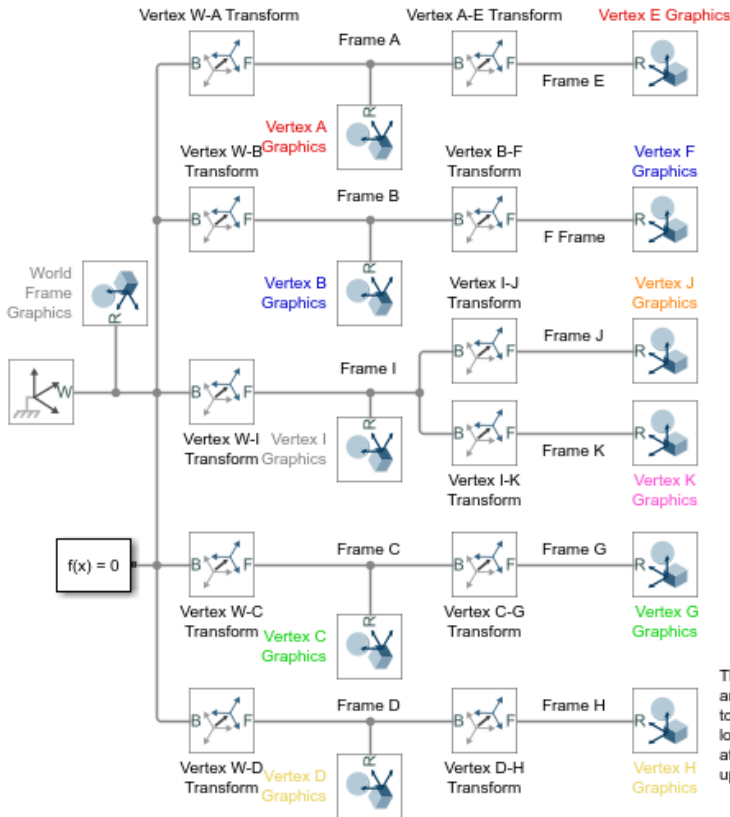 Vertex W-A Transform
Frame A
Vertex A-E Transform
Vertex E Graphics
B F
B F
R
Frame E
R
Vertex A
Graphics
Vertex W-B
Transform
Vertex B-F
Transform
Vertex F
Graphics
Frame B
B F
B F
R
F Frame
R
Vertex B
Graphics
World
Frame
Graphics
R
Vertex I-J
Transform
Vertex J
Graphics
Frame J
B F
R
Frame I
W
B F
R
Vertex W-I
Transform
Vertex I
Graphics
B F
R
Frame K
Vertex I-K
Transform
Vertex K
Graphics
f(x) = 0
Frame C
Frame G
B F
B F
R
R
Vertex W-C
Transform
Vertex C
Graphics
Vertex C-G
Transform
Vertex G
Graphics
Frame D
Frame H
B F
B F
R
R
Vertex W-D
Transform
Vertex D
Graphics
Vertex D-H
Transform
Vertex H
Graphics